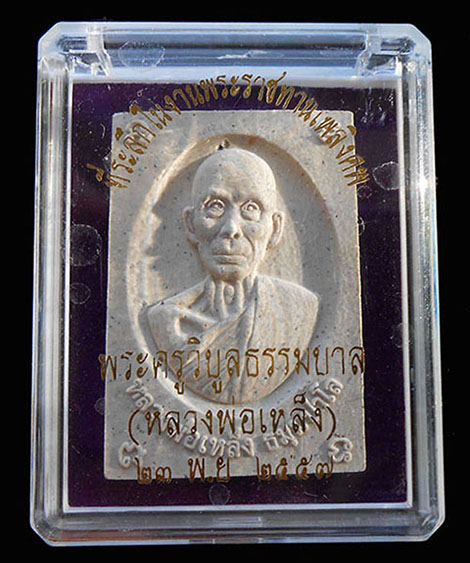 ที่ระลึกในงานพระราชทานเพลิงศพ
พระครูวิบูลธรรมบาล
(หลวงพ่อเหล็ง)
๒๓ พ.ย ๒๕๕๗